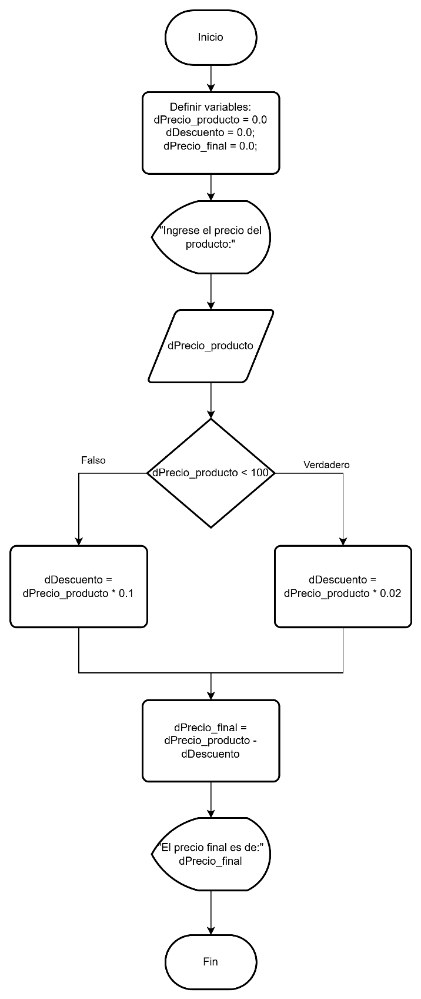 Inicio
Definir variables:
dPrecio_producto = 0.0
dDescuento = 0.0;
dPrecio_final = 0.0;
"Ingrese el precio del
producto:"
dPrecio_producto
dPrecio_producto < 100
Falso
Verdadero
dDescuento =
dPrecio_producto * 0.1
dDescuento =
dPrecio_producto * 0.02
dPrecio_final =
dPrecio_producto -
dDescuento
"El precio final es de:"
dPrecio_final
Fin